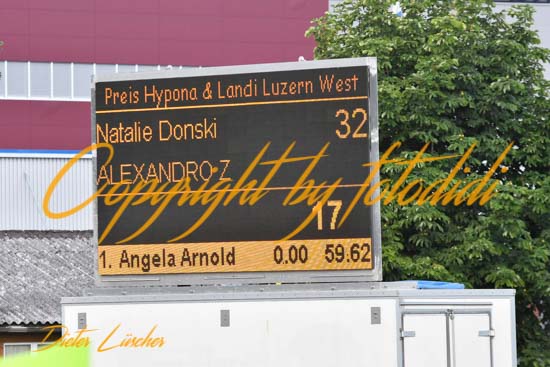 Preis Hypona & Landi Luzern West
Natalie Donski 32
ALEXANDRO Z
Copyright by fotodidi
17
1. Angela Arnold 0.00 59.62
Dieter Lüscher